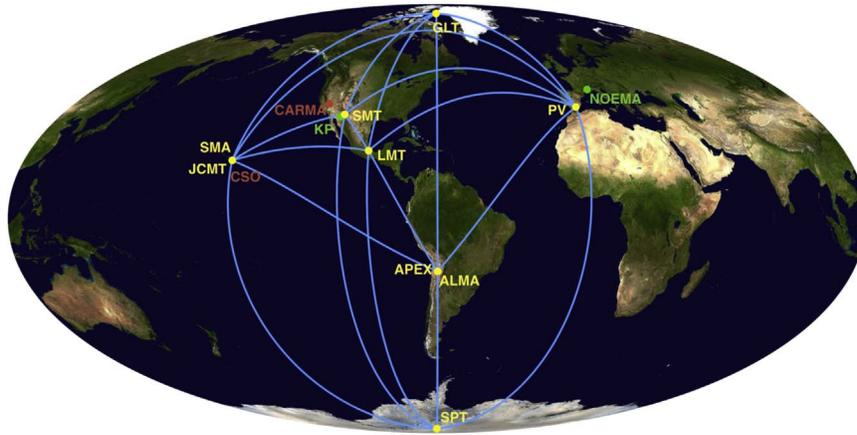 GLT
CARMA
NOEMA
SMT
PV
KP
SMA
LMT
JCMT
CSO
APEX
ALMA
SPT